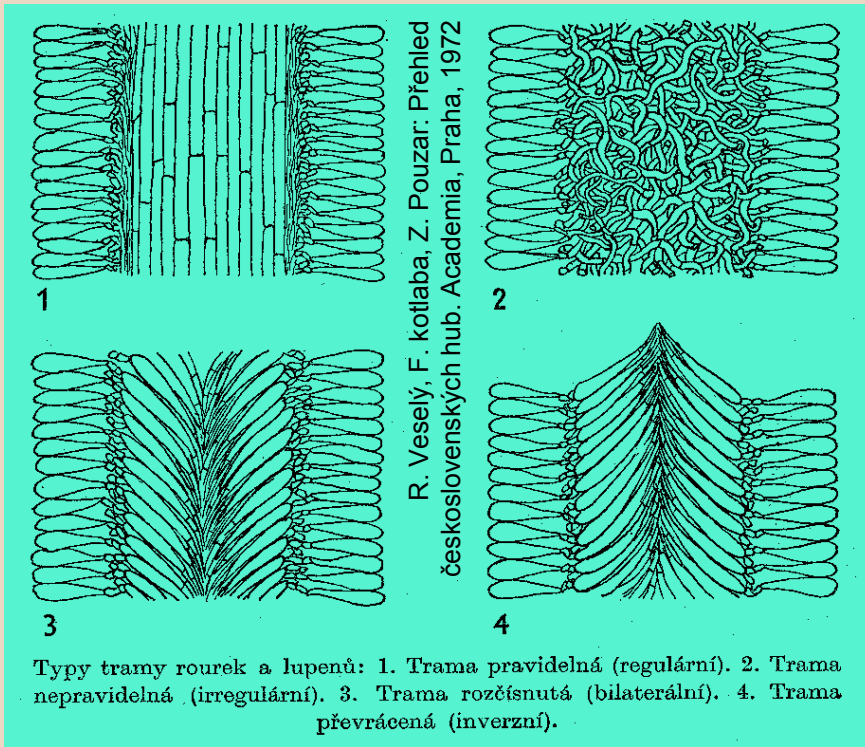 1
2
R. Veselý, F. kotlaba, Z. Pouzar: Přehled
československých hub. Academia, Praha, 1972
3
4
Typy tramy rourek a lupenů: 1. Trama pravidelná (regulární). 2. Trama
nepravidelná (irregulární). 3. Trama rozčísnutá (bilaterální). 4. Trama
převrácená (inverzní).